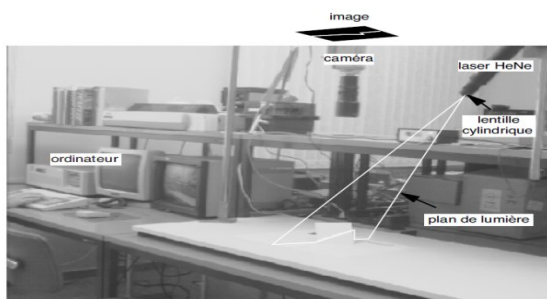 image
caméra
laser HeNe
lentille
cylindrique
ordinateur
plan de lumière